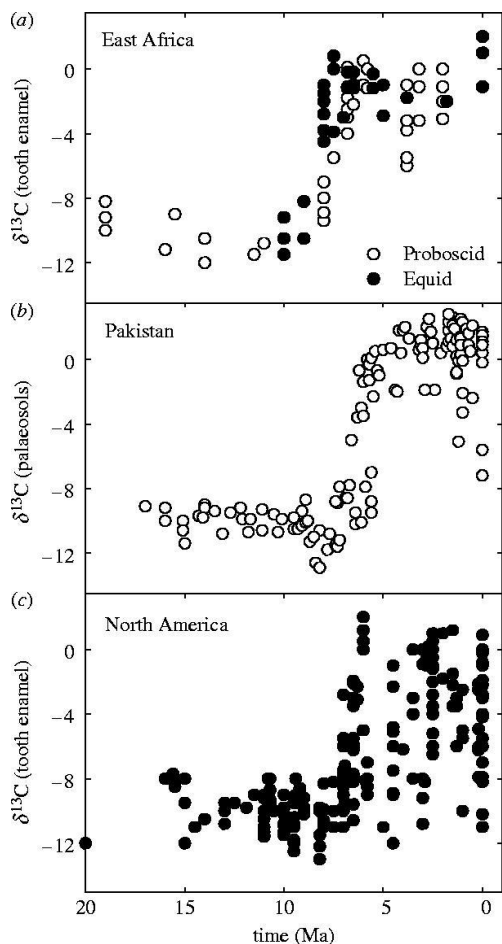 (a)
East Africa
0
−4
−8
−12
δ¹³C (tooth enamel)
Proboscid
Equid
(b)
Pakistan
0
−4
−8
−12
δ¹³C (palaeosols)
(c)
North America
0
−4
−8
−12
δ¹³C (tooth enamel)
20 15 10 5 0
time (Ma)